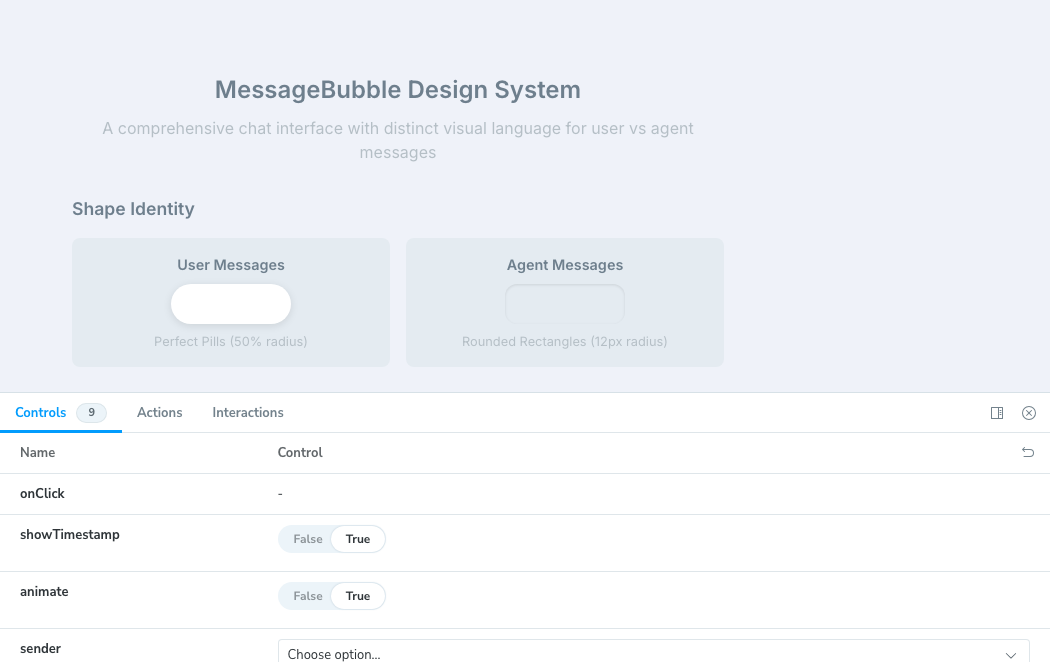 MessageBubble Design System
A comprehensive chat interface with distinct visual language for user vs agent
messages
Shape Identity
User Messages
Agent Messages
Perfect Pills (50% radius)
Rounded Rectangles (12px radius)
Controls 9 Actions Interactions
Name Control
onClick -
showTimestamp False True
animate False True
sender Choose option...